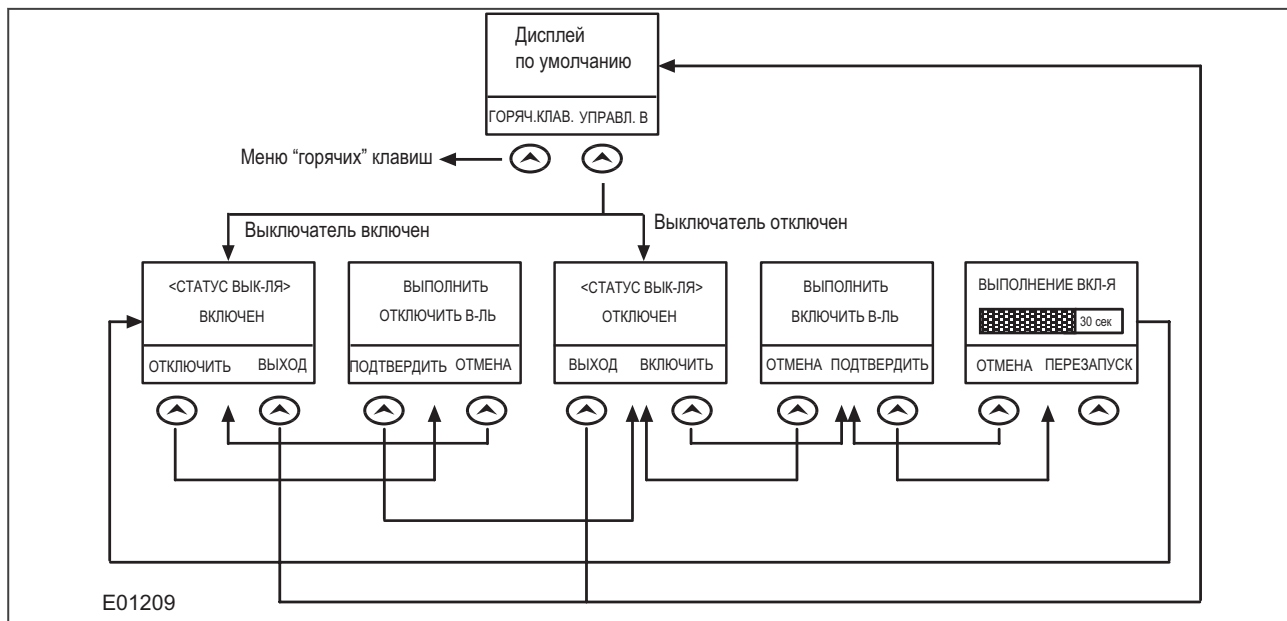 Дисплей
по умолчанию
ГОРЯЧ.КЛАВ. УПРАВЛ. В
Меню “горячих” клавиш
Выключатель включен
Выключатель отключен
<СТАТУС ВЫК-ЛЯ>
ВКЛЮЧЕН
ОТКЛЮЧИТЬ ВЫХОД
ВЫПОЛНИТЬ
ОТКЛЮЧИТЬ В-ЛЬ
ПОДТВЕРДИТЬ ОТМЕНА
<СТАТУС ВЫК-ЛЯ>
ОТКЛЮЧЕН
ВЫХОД ВКЛЮЧИТЬ
ВЫПОЛНИТЬ
ВКЛЮЧИТЬ В-ЛЬ
ОТМЕНА ПОДТВЕРДИТЬ
ВЫПОЛНЕНИЕ ВКЛ-Я
30 сек
ОТМЕНА ПЕРЕЗАПУСК
E01209